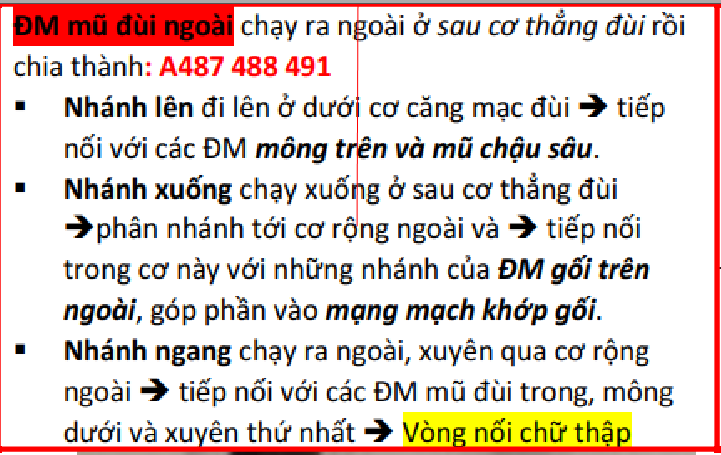 ĐM mũ đùi ngoài chạy ra ngoài ở sau cơ thẳng đùi rồi
chia thành: A487 488 491
▪ Nhánh lên đi lên ở dưới cơ căng mạc đùi ➔ tiếp
nối với các ĐM mông trên và mũ chậu sâu.
▪ Nhánh xuống chạy xuống ở sau cơ thẳng đùi
➔phân nhánh tới cơ rộng ngoài và ➔ tiếp nối
trong cơ này với những nhánh của ĐM gối trên
ngoài, góp phần vào mạng mạch khớp gối.
▪ Nhánh ngang chạy ra ngoài, xuyên qua cơ rộng
ngoài ➔ tiếp nối với các ĐM mũ đùi trong, mông
dưới và xuyên thứ nhất ➔ Vòng nối chữ thập